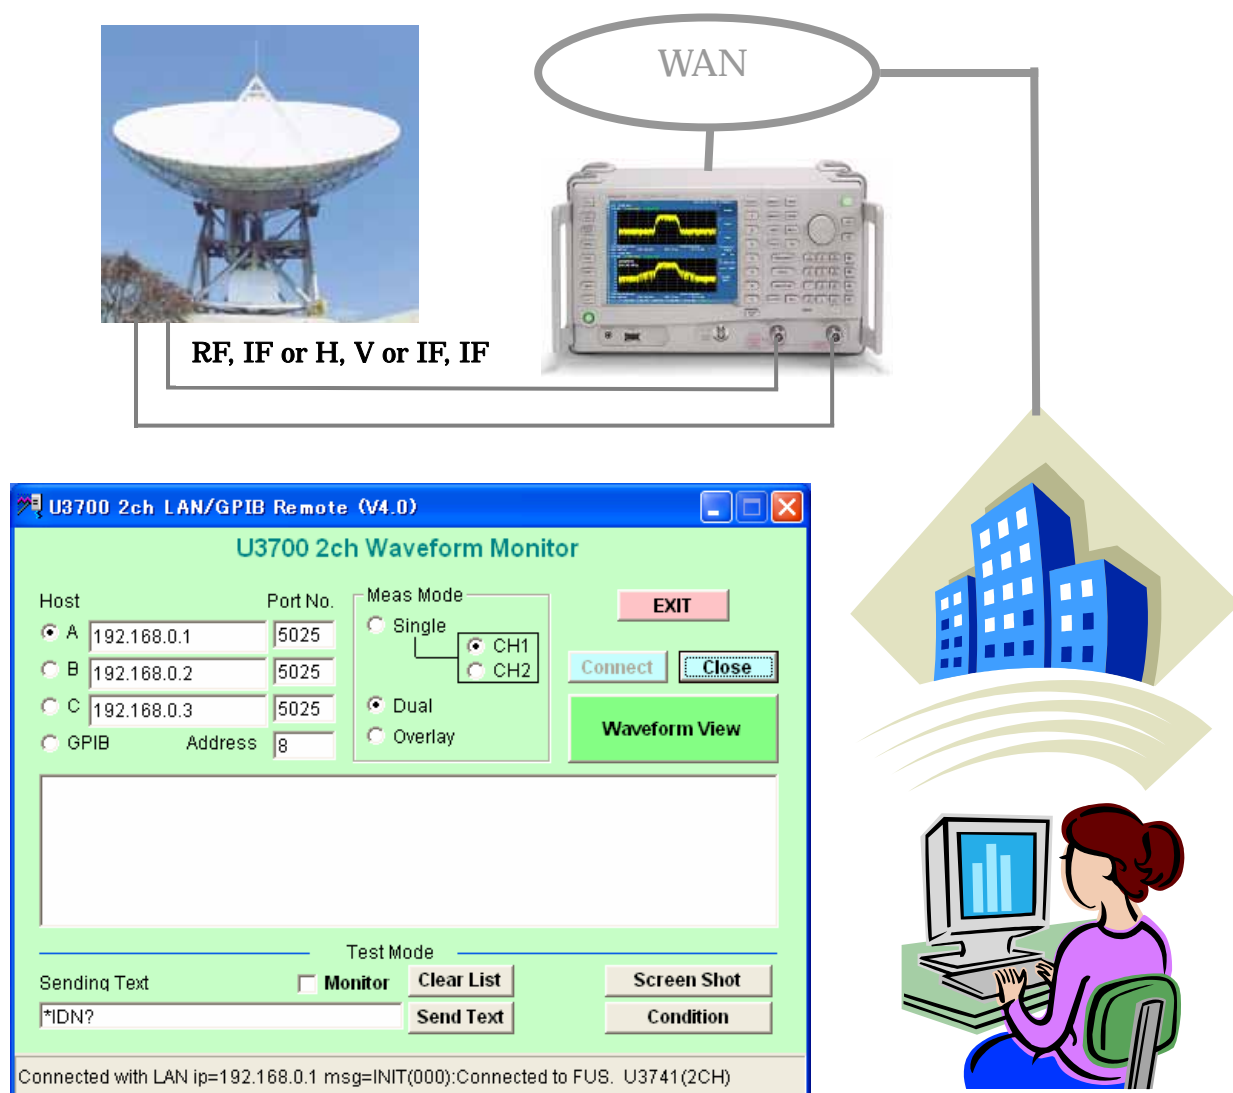 WAN
RF, IF or H, V or IF, IF
U3700 2ch LAN/GPIB Remote (V4.0)
U3700 2ch Waveform Monitor
Host Port No. Meas Mode
EXIT
A 192.168.0.1 5025 Single
CH1
B 192.168.0.2 5025 CH2 Connect Close
C 192.168.0.3 5025 Dual
Waveform View
GPIB Address 8 Overlay
Test Mode
Sending Text Monitor Clear List Screen Shot
*IDN? Send Text Condition
Connected with LAN ip=192.168.0.1 msg=INIT(000):Connected to FUS. U3741(2CH)